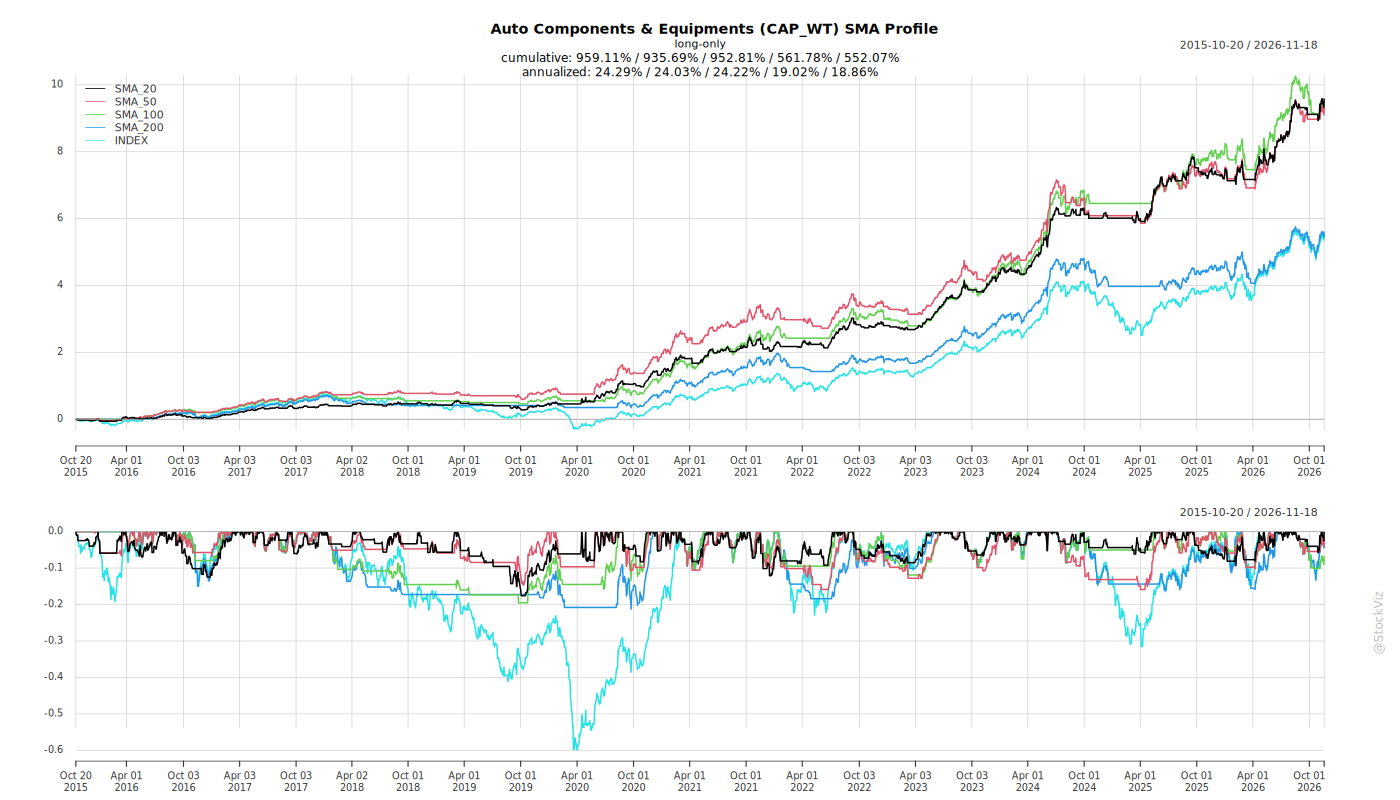 Auto Components & Equipments (CAP_WT) SMA Profile
long-only
cumulative: 959.11% / 935.69% / 952.81% / 561.78% / 552.07%
annualized: 24.29% / 24.03% / 24.22% / 19.02% / 18.86%
2015-10-20 / 2026-11-18
SMA_20
SMA_50
SMA_100
SMA_200
INDEX
10
8
6
4
2
0
Oct 20 Apr 01 Oct 03 Apr 03 Oct 03 Apr 02 Oct 01 Apr 01 Oct 01 Apr 01 Oct 01 Apr 01 Oct 01 Apr 01 Oct 03 Apr 03 Oct 03 Apr 01 Oct 01 Apr 01 Oct 01 Apr 01 Oct 01
2015 2016 2016 2017 2017 2018 2018 2019 2019 2020 2020 2021 2021 2022 2022 2023 2023 2024 2024 2025 2025 2026 2026
2015-10-20 / 2026-11-18
0.0
-0.1
-0.2
-0.3
-0.4
-0.5
-0.6
Oct 20 Apr 01 Oct 03 Apr 03 Oct 03 Apr 02 Oct 01 Apr 01 Oct 01 Apr 01 Oct 01 Apr 01 Oct 01 Apr 01 Oct 03 Apr 03 Oct 03 Apr 01 Oct 01 Apr 01 Oct 01 Apr 01 Oct 01
2015 2016 2016 2017 2017 2018 2018 2019 2019 2020 2020 2021 2021 2022 2022 2023 2023 2024 2024 2025 2025 2026 2026
@StockViz